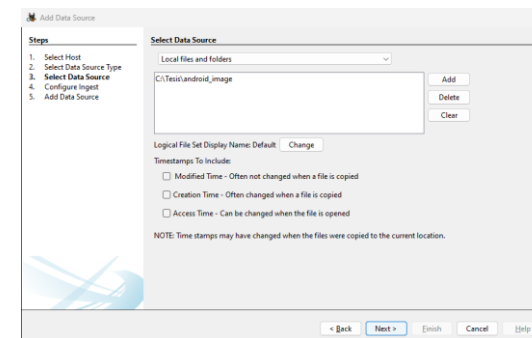 Add Data Source
Steps
1. Select Host
2. Select Data Source Type
3. Select Data Source
4. Configure Ingest
5. Add Data Source
Select Data Source
Local files and folders
C:\Tesis\android_image
Add
Delete
Clear
Logical File Set Display Name: Default Change
Timestamps To Include:
Modified Time - Often not changed when a file is copied
Creation Time - Often changed when a file is copied
Access Time - Can be changed when the file is opened
NOTE: Time stamps may have changed when the files were copied to the current location.
< Back Next > Finish Cancel Help